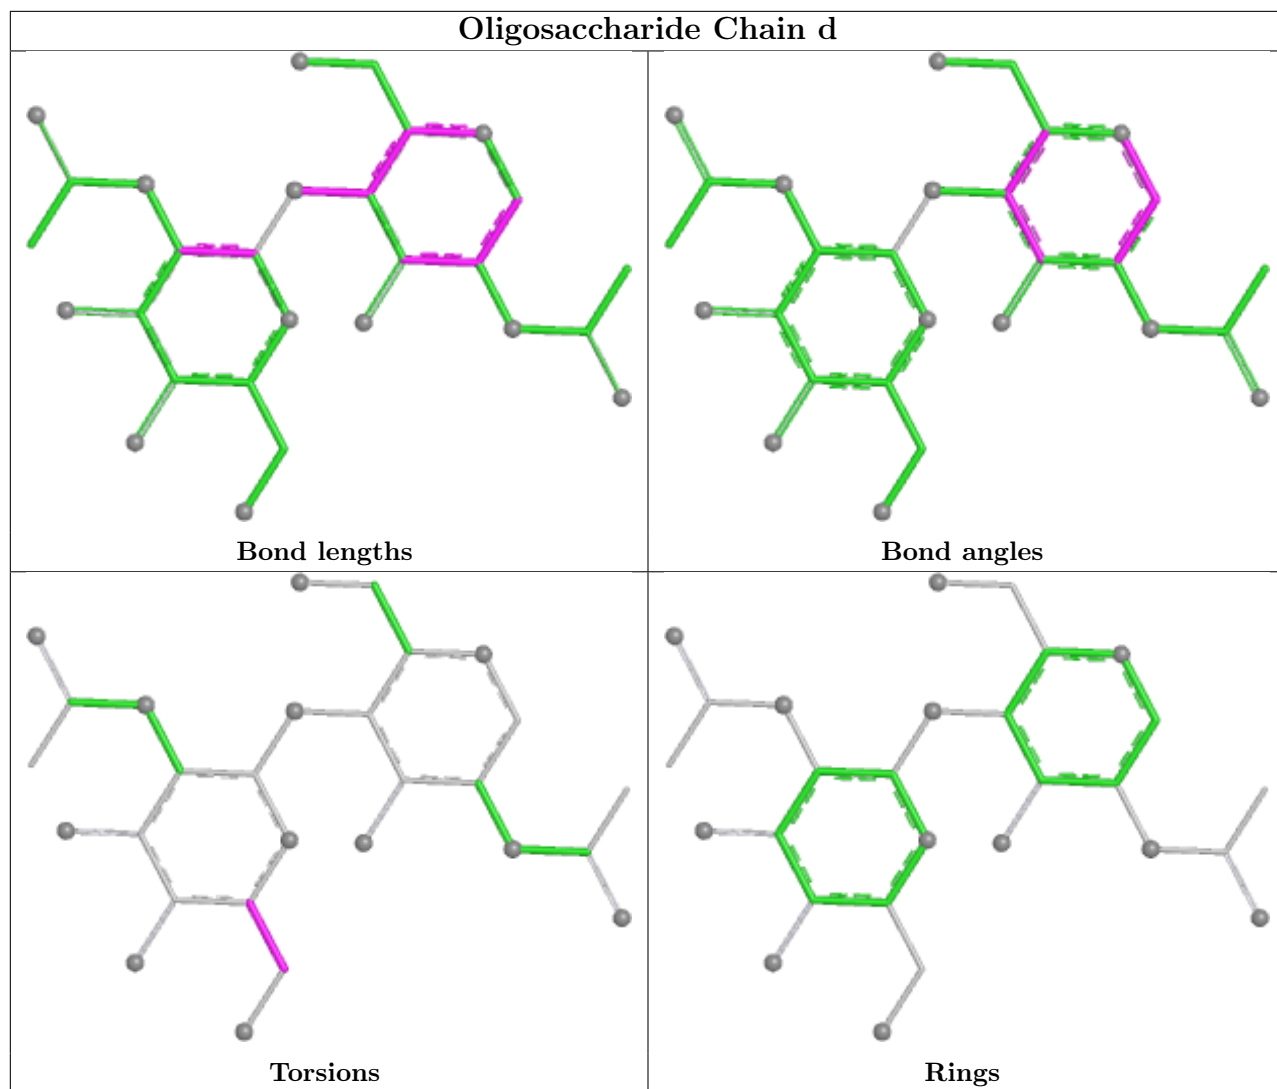 Oligosaccharide Chain d
Bond lengths
Bond angles
Torsions
Rings